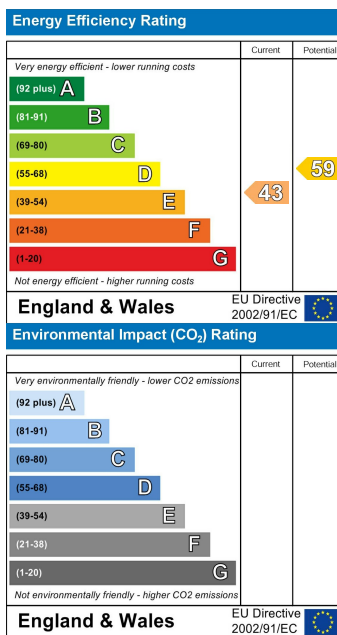 Energy Efficiency Rating
Current Potential
Very energy efficient - lower running costs
(92 plus) A
(81-91) B
(69-80) C
(55-68) D
(39-54) E
(21-38) F
(1-20) G
43
59
Not energy efficient - higher running costs
England & Wales
EU Directive
2002/91/EC
Environmental Impact (CO₂) Rating
Current Potential
Very environmentally friendly - lower CO2 emissions
(92 plus) A
(81-91) B
(69-80) C
(55-68) D
(39-54) E
(21-38) F
(1-20) G
Not environmentally friendly - higher CO2 emissions
England & Wales
EU Directive
2002/91/EC